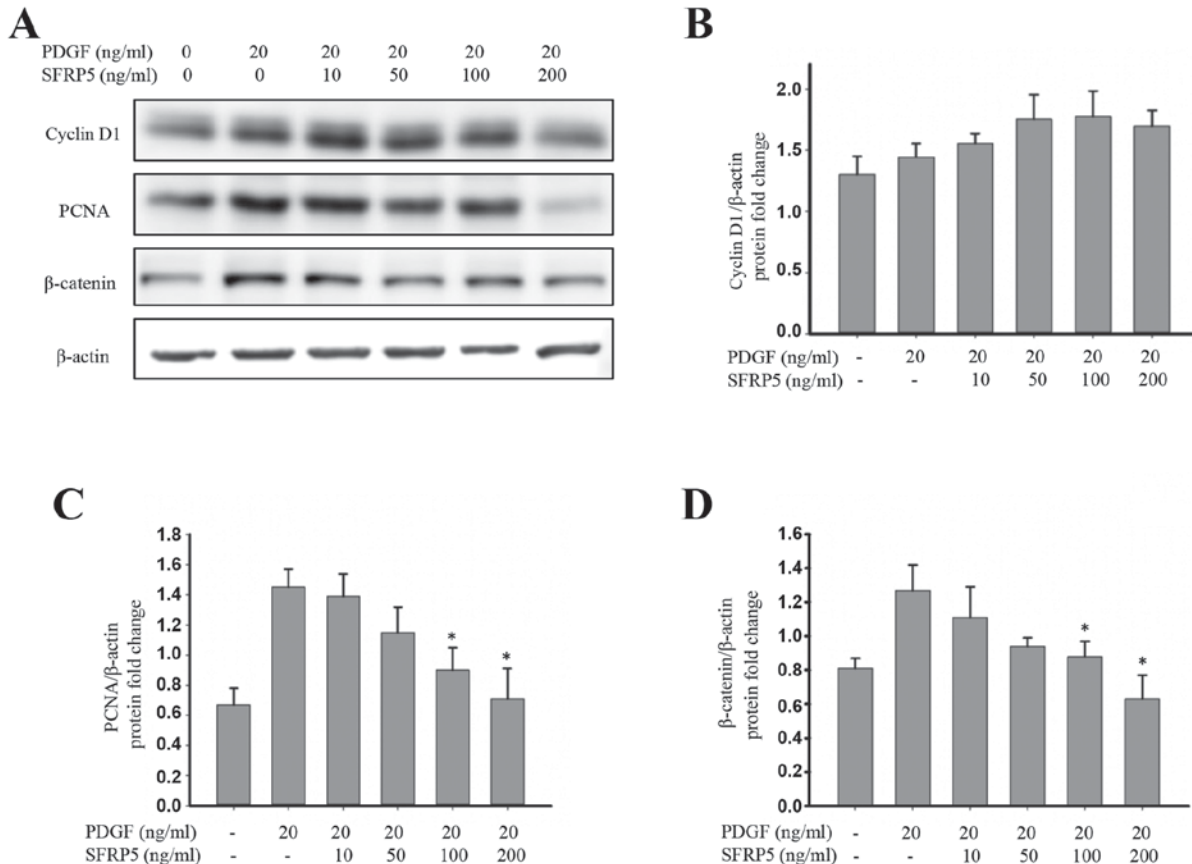 A
PDGF (ng/ml) 0 20 20 20 20 20
SFRP5 (ng/ml) 0 0 10 50 100 200
Cyclin D1
PCNA
β-catenin
β-actin
B
Cyclin D1/β-actin
protein fold change
2.0
1.5
1.0
0.5
0.0
PDGF (ng/ml) - 20 20 20 20 20
SFRP5 (ng/ml) - - 10 50 100 200
C
PCNA/β-actin
protein fold change
1.8
1.6
1.4
1.2
1.0
0.8
0.6
0.4
0.2
0.0
* *
PDGF (ng/ml) - 20 20 20 20 20
SFRP5 (ng/ml) - - 10 50 100 200
D
β-catenin/β-actin
protein fold change
1.6
1.4
1.2
1.0
0.8
0.6
0.4
0.2
0.0
* *
PDGF (ng/ml) - 20 20 20 20 20
SFRP5 (ng/ml) - - 10 50 100 200